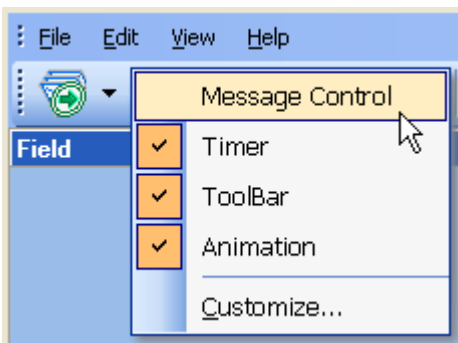 File Edit View Help
Message Control
Field
Timer
ToolBar
Animation
Customize...